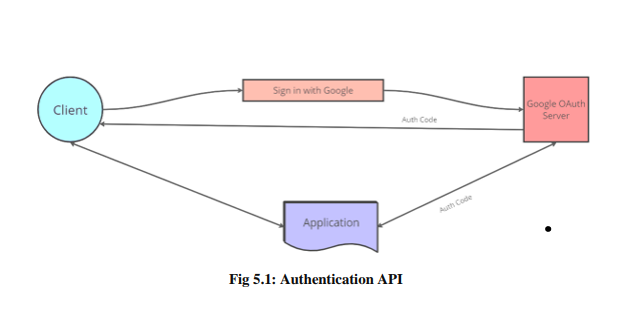 Sign in with Google
Client
Google OAuth
Server
Auth Code
Auth Code
Application
Fig 5.1: Authentication API